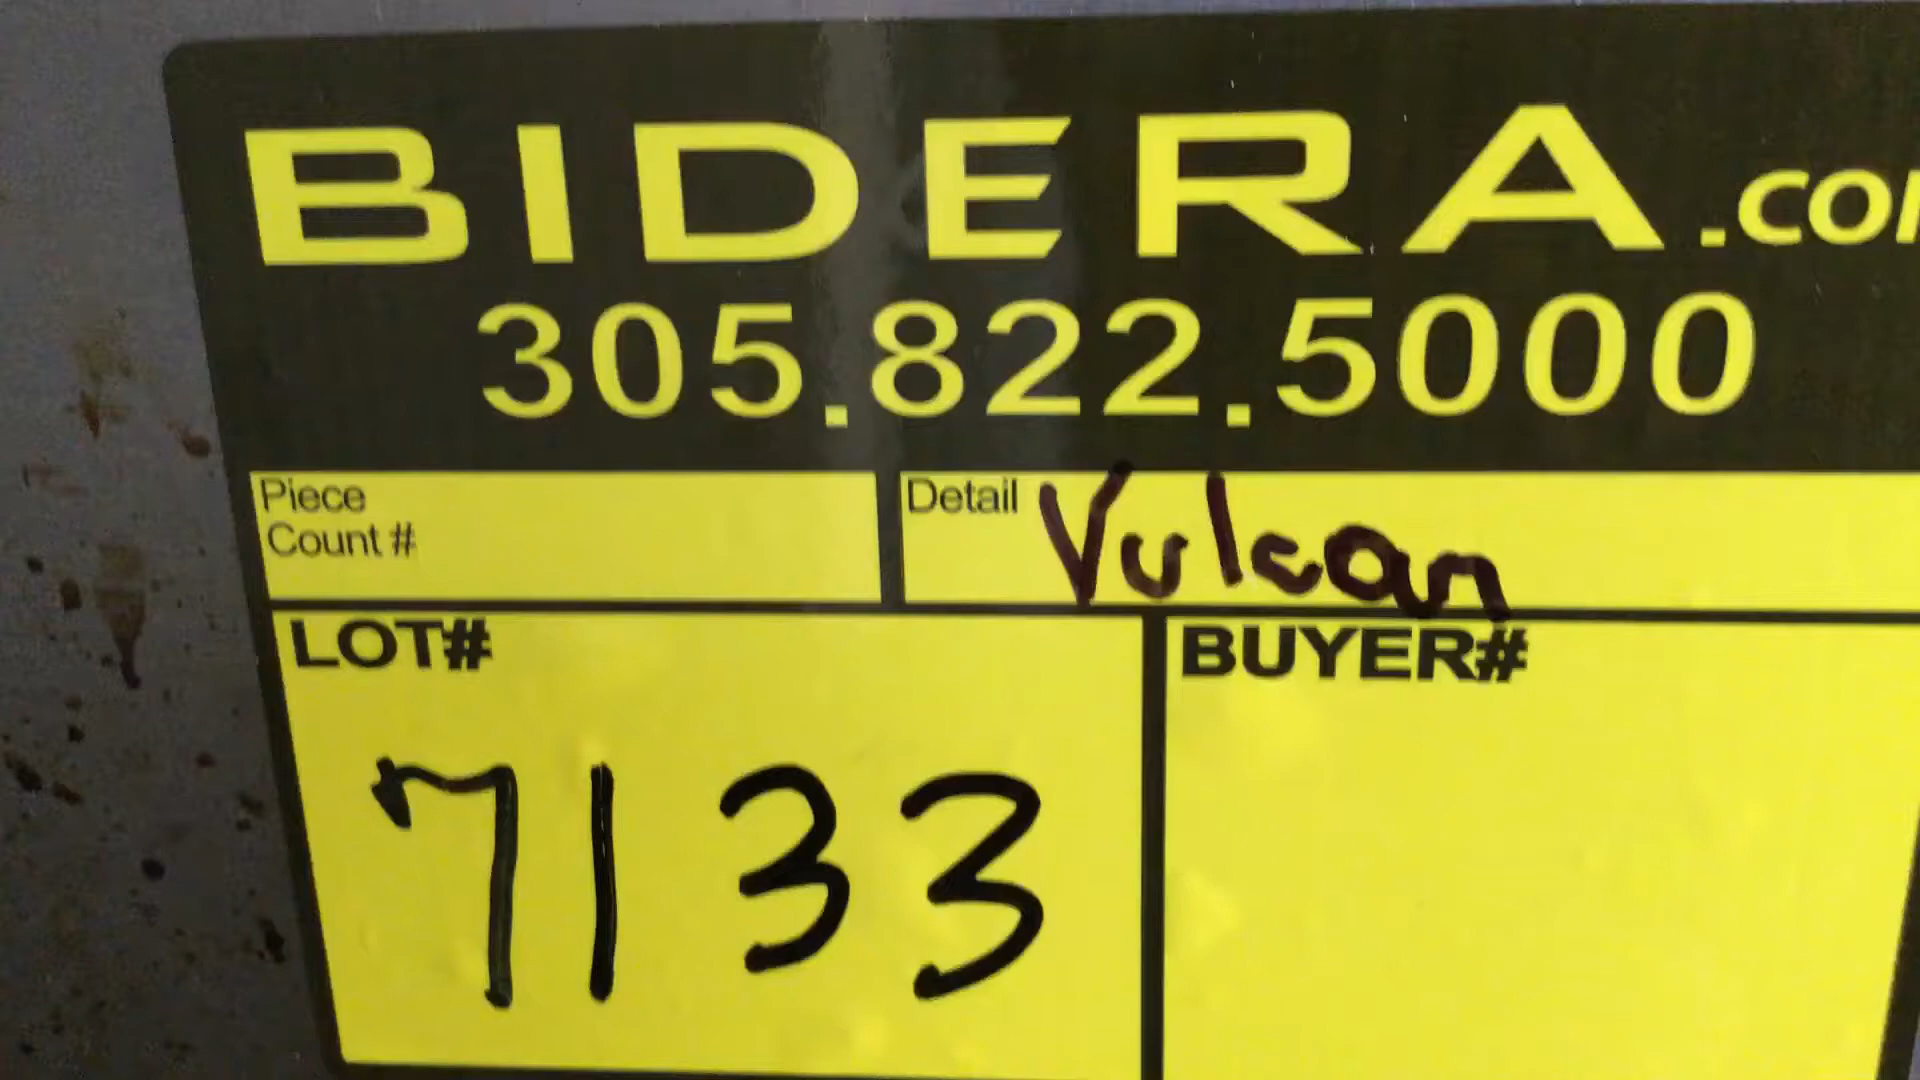 BIDERA.com
305.822.5000
Piece
Count #
Detail Vulcan
LOT#
BUYER#
7133